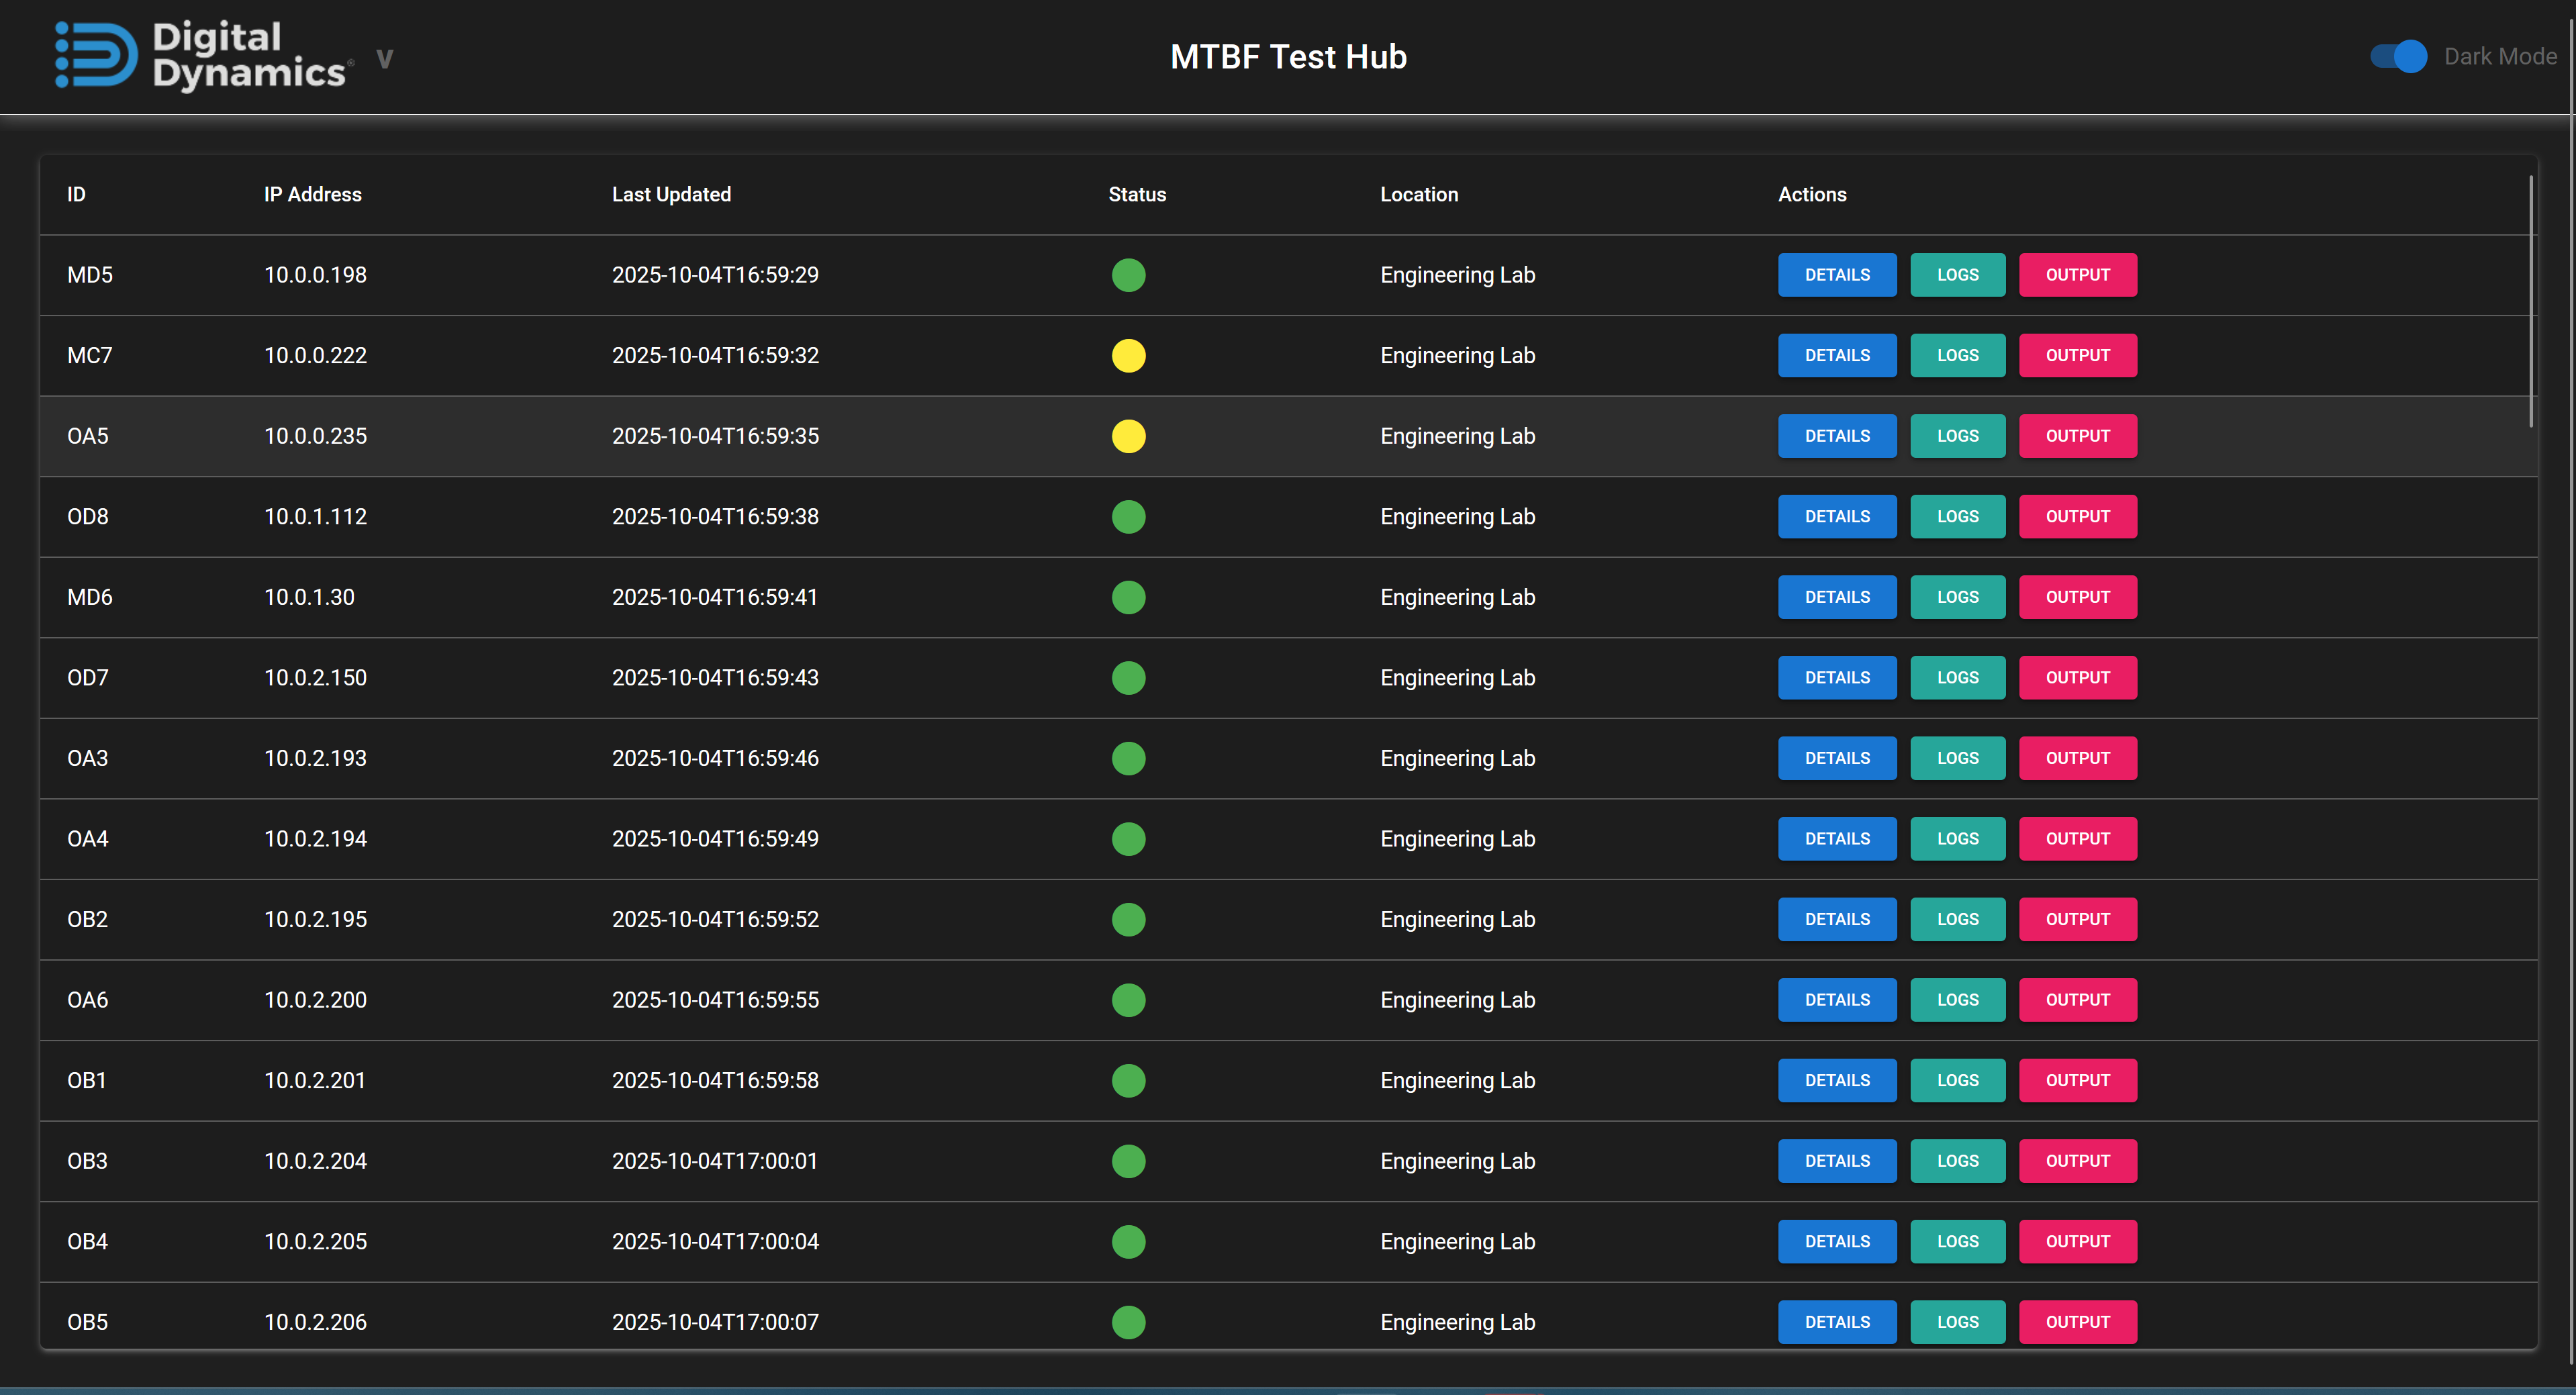 Digital
Dynamics® v
MTBF Test Hub
Dark Mode
ID IP Address Last Updated Status Location Actions
MD5 10.0.0.198 2025-10-04T16:59:29 Engineering Lab DETAILS LOGS OUTPUT
MC7 10.0.0.222 2025-10-04T16:59:32 Engineering Lab DETAILS LOGS OUTPUT
OA5 10.0.0.235 2025-10-04T16:59:35 Engineering Lab DETAILS LOGS OUTPUT
OD8 10.0.1.112 2025-10-04T16:59:38 Engineering Lab DETAILS LOGS OUTPUT
MD6 10.0.1.30 2025-10-04T16:59:41 Engineering Lab DETAILS LOGS OUTPUT
OD7 10.0.2.150 2025-10-04T16:59:43 Engineering Lab DETAILS LOGS OUTPUT
OA3 10.0.2.193 2025-10-04T16:59:46 Engineering Lab DETAILS LOGS OUTPUT
OA4 10.0.2.194 2025-10-04T16:59:49 Engineering Lab DETAILS LOGS OUTPUT
OB2 10.0.2.195 2025-10-04T16:59:52 Engineering Lab DETAILS LOGS OUTPUT
OA6 10.0.2.200 2025-10-04T16:59:55 Engineering Lab DETAILS LOGS OUTPUT
OB1 10.0.2.201 2025-10-04T16:59:58 Engineering Lab DETAILS LOGS OUTPUT
OB3 10.0.2.204 2025-10-04T17:00:01 Engineering Lab DETAILS LOGS OUTPUT
OB4 10.0.2.205 2025-10-04T17:00:04 Engineering Lab DETAILS LOGS OUTPUT
OB5 10.0.2.206 2025-10-04T17:00:07 Engineering Lab DETAILS LOGS OUTPUT